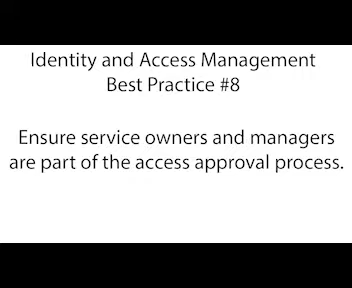 Identity and Access Management
Best Practice #8
Ensure service owners and managers
are part of the access approval process.